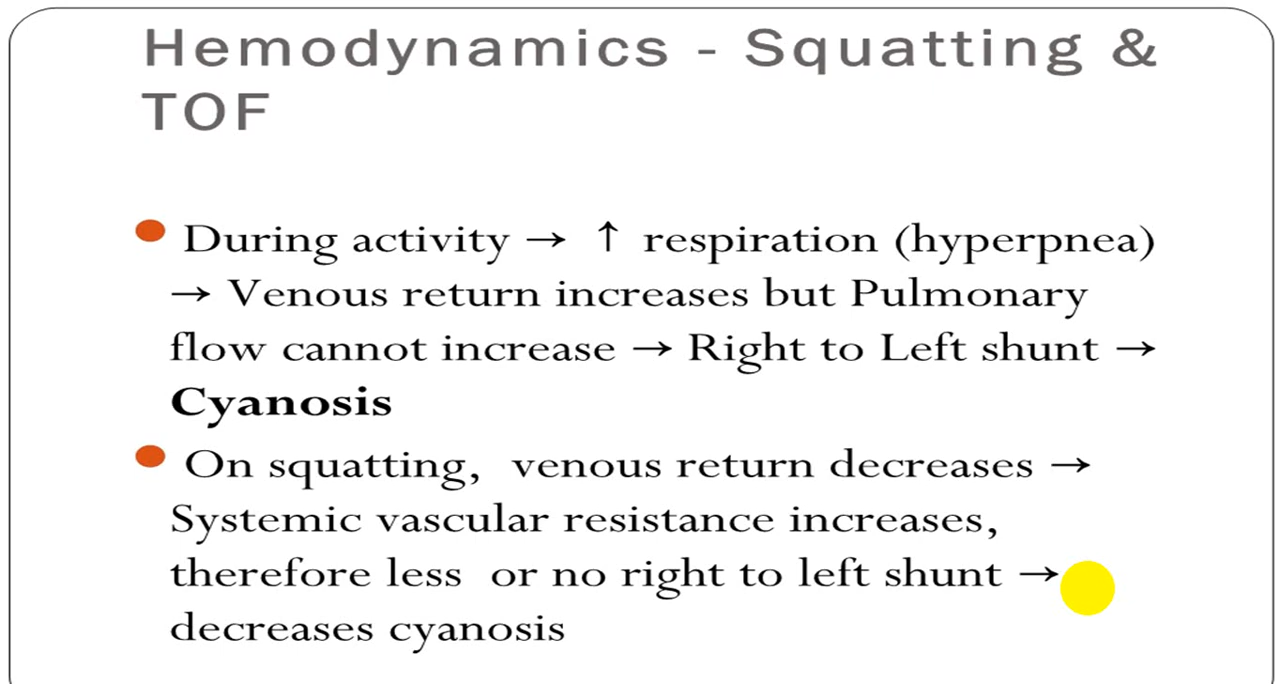 Hemodynamics - Squatting &
TOF
During activity → ↑ respiration (hyperpnea)
→ Venous return increases but Pulmonary
flow cannot increase → Right to Left shunt →
Cyanosis
On squatting, venous return decreases →
Systemic vascular resistance increases,
therefore less or no right to left shunt →
decreases cyanosis